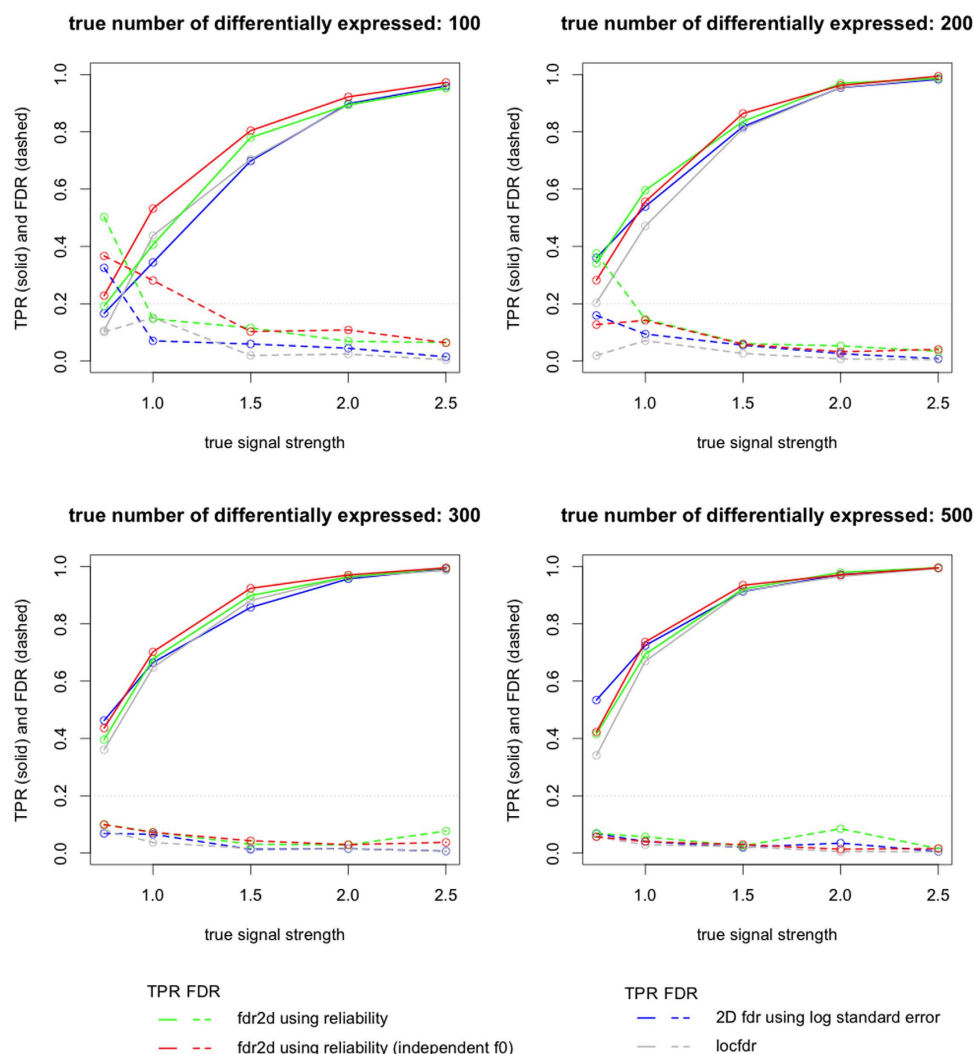 true number of differentially expressed: 100
TPR (solid) and FDR (dashed)
1.0
0.8
0.6
0.4
0.2
0.0
1.0 1.5 2.0 2.5
true signal strength
true number of differentially expressed: 200
TPR (solid) and FDR (dashed)
1.0
0.8
0.6
0.4
0.2
0.0
1.0 1.5 2.0 2.5
true signal strength
true number of differentially expressed: 300
TPR (solid) and FDR (dashed)
1.0
0.8
0.6
0.4
0.2
0.0
1.0 1.5 2.0 2.5
true signal strength
true number of differentially expressed: 500
TPR (solid) and FDR (dashed)
1.0
0.8
0.6
0.4
0.2
0.0
1.0 1.5 2.0 2.5
true signal strength
TPR FDR
fdr2d using reliability
fdr2d using reliability (independent f0)
TPR FDR
2D fdr using log standard error
locfdr